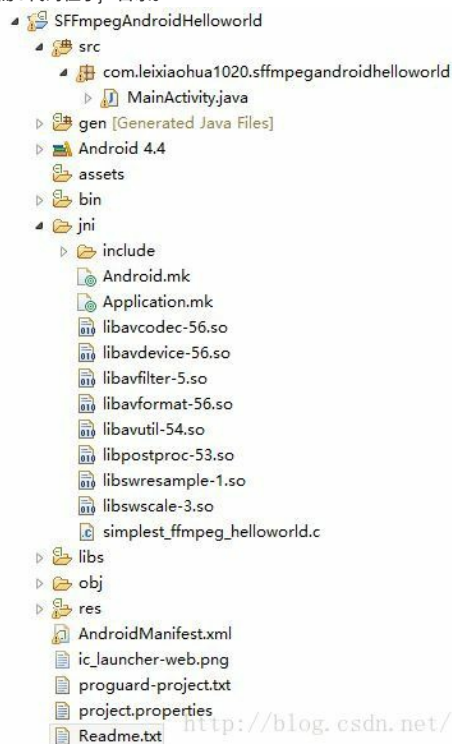 SFFmpegAndroidHelloworld
src
com.leixiaohua1020.sffmpegandroidhelloworld
MainActivity.java
gen [Generated Java Files]
Android 4.4
assets
bin
jni
include
Android.mk
Application.mk
libavcodec-56.so
libavdevice-56.so
libavfilter-5.so
libavformat-56.so
libavutil-54.so
libpostproc-53.so
libswresample-1.so
libswscale-3.so
simplest_ffmpeg_helloworld.c
libs
obj
res
AndroidManifest.xml
ic_launcher-web.png
proguard-project.txt
project.properties
Readme.txt
http://blog.csdn.net/